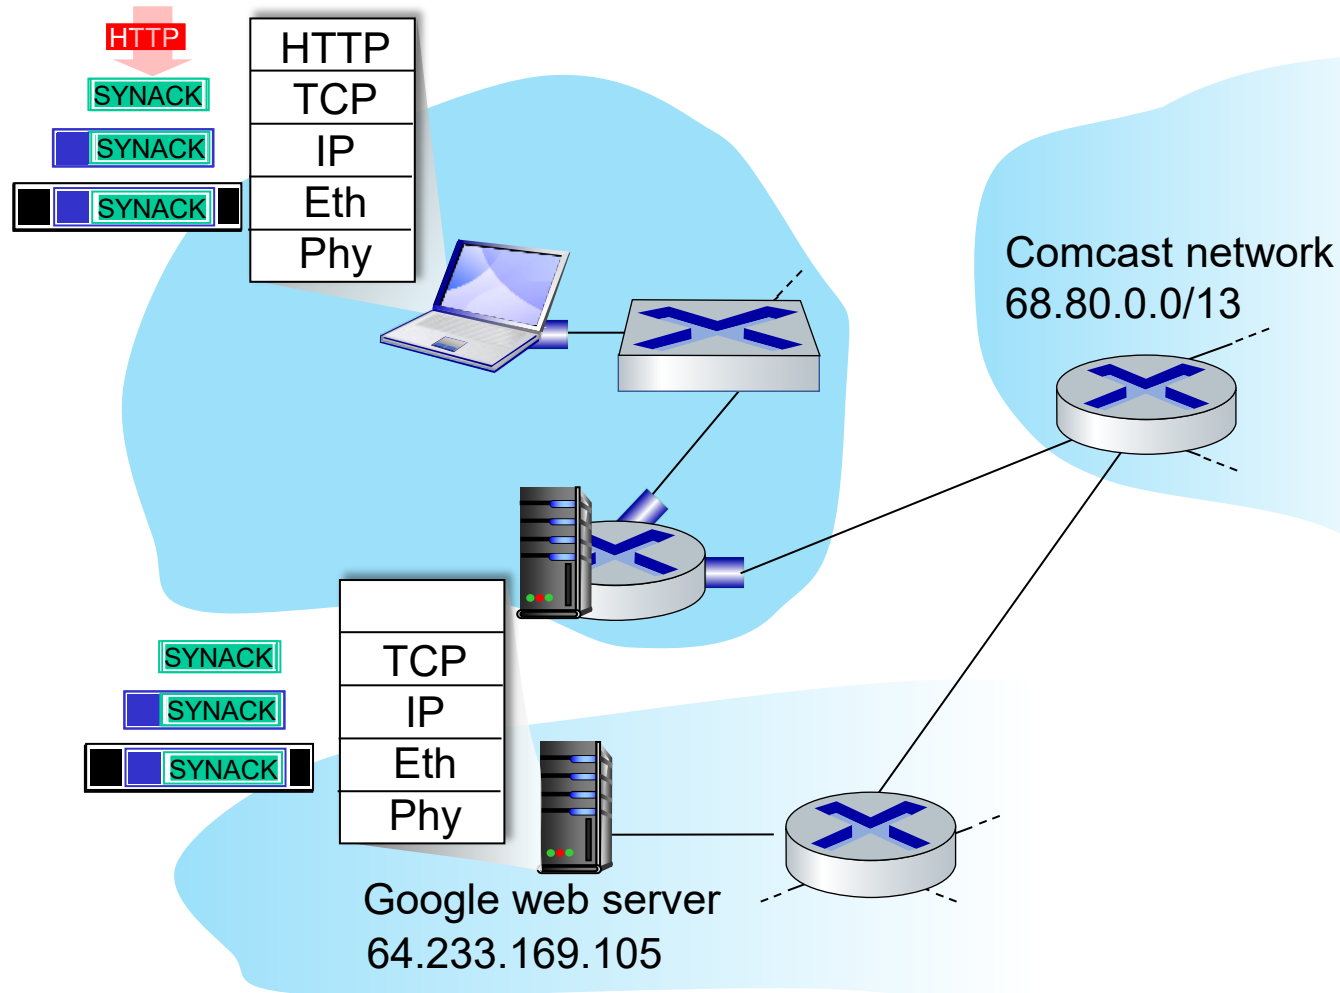 HTTP
HTTP
SYNACK
TCP
SYNACK
IP
SYNACK
Eth
Phy
Comcast network
68.80.0.0/13
SYNACK
TCP
SYNACK
IP
SYNACK
Eth
Phy
Google web server
64.233.169.105